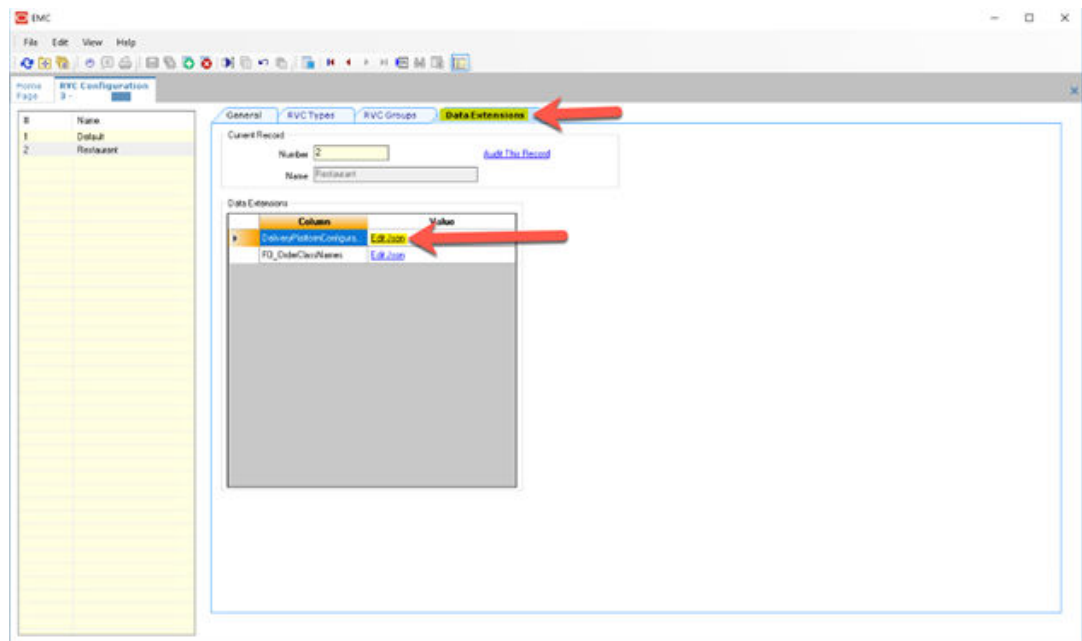 EMC
File Edit View Help
Home Page
RVC Configuration
3 -
# Name
1 Default
2 Restaurant
General RVC Types RVC Groups Data Extensions
Current Record
Number 2 Audit This Record
Name Restaurant
Data Extensions
Column Value
DeliveryPlatformConfigura... Edit Json
FO_OrderClassNames Edit Json